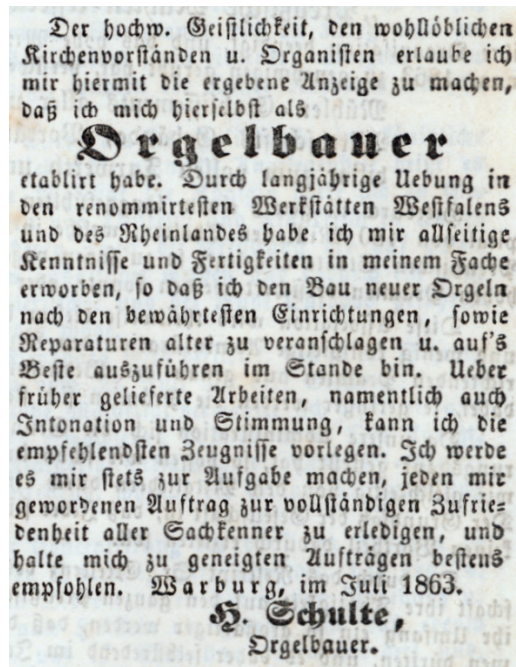 Der hochw. Geistlichkeit, den wohllöblichen
Kirchenvorständen u. Organisten erlaube ich
mir hiermit die ergebene Anzeige zu machen,
daß ich mich hierselbst als
Orgelbauer
etablirt habe. Durch langjährige Uebung in
den renommirtesten Werkstätten Westfalens
und des Rheinlandes habe ich mir allseitige
Kenntnisse und Fertigkeiten in meinem Fache
erworben, so daß ich den Bau neuer Orgeln
nach den bewährtesten Einrichtungen, sowie
Reparaturen alter zu veranschlagen u. auf's
Beste auszuführen im Stande bin. Ueber
früher gelieferte Arbeiten, namentlich auch
Intonation und Stimmung, kann ich die
empfehlendsten Zeugnisse vorlegen. Ich werde
es mir stets zur Aufgabe machen, jeden mir
gewordenen Auftrag zur vollständigen Zufrie-
denheit aller Sachkenner zu erledigen, und
halte mich zu geneigten Aufträgen bestens
empfohlen. Warburg, im Juli 1863.
H. Schulte,
Orgelbauer.